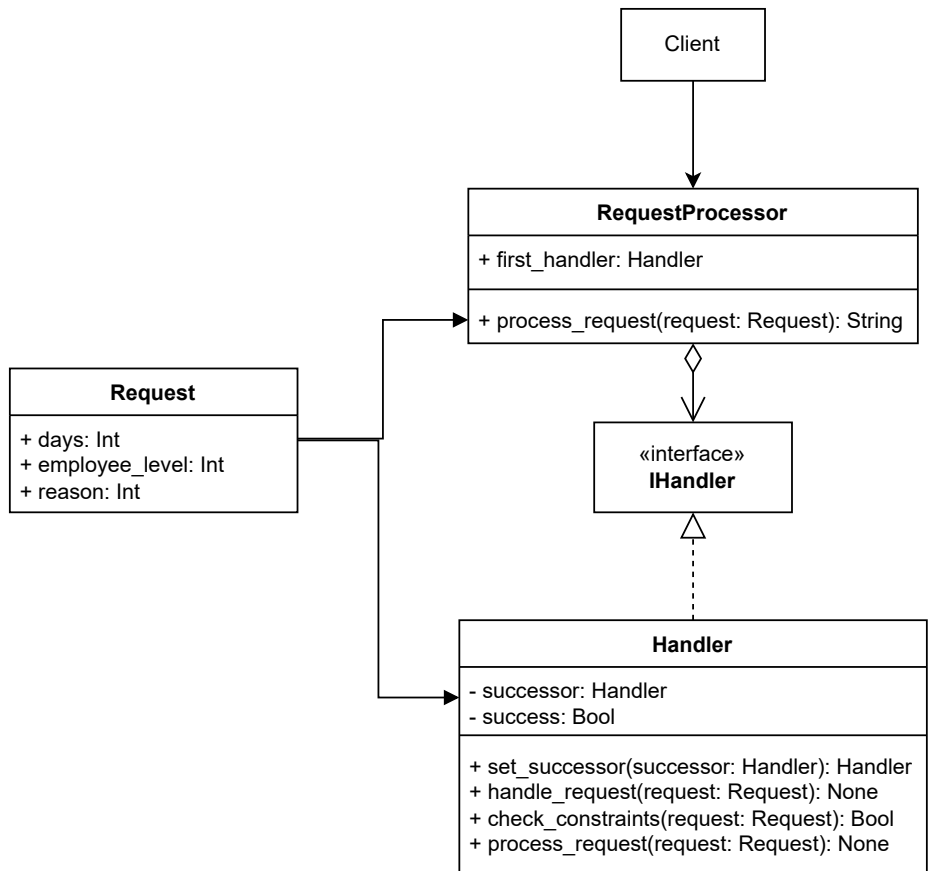 Client
RequestProcessor
+ first_handler: Handler
+ process_request(request: Request): String
Request
+ days: Int
+ employee_level: Int
+ reason: Int
«interface»
IHandler
Handler
- successor: Handler
- success: Bool
+ set_successor(successor: Handler): Handler
+ handle_request(request: Request): None
+ check_constraints(request: Request): Bool
+ process_request(request: Request): None